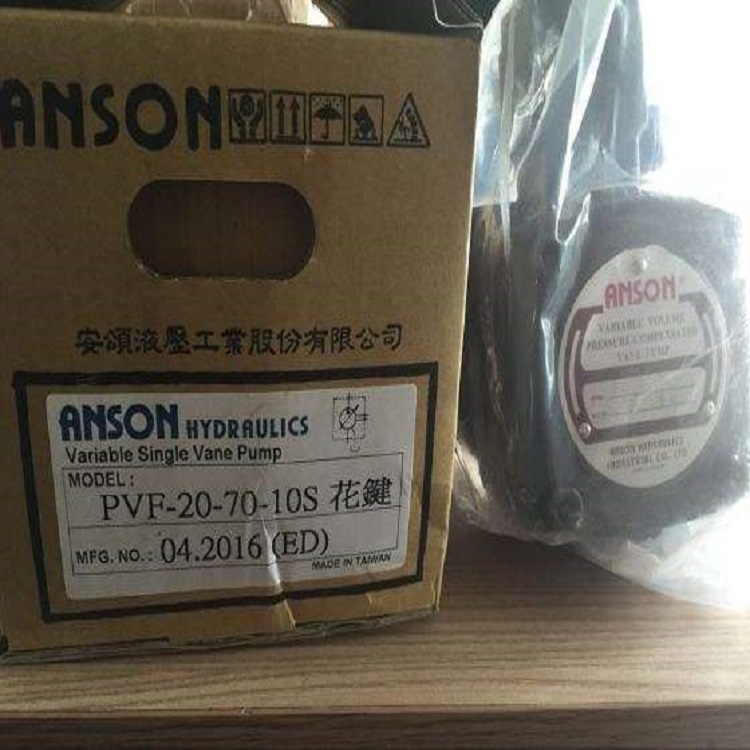 ANSON
安頌液壓工業股份有限公司
ANSON HYDRAULICS
Variable Single Vane Pump
MODEL :
PVF-20-70-10S 花鍵
MFG. NO. : 04.2016 (ED)
MADE IN TAIWAN
ANSON
VARIABLE VOLUME
PRESSURE COMPENSATED
VANE PUMP
ANSON HYDRAULICS
INDUSTRIAL CO., LTD.